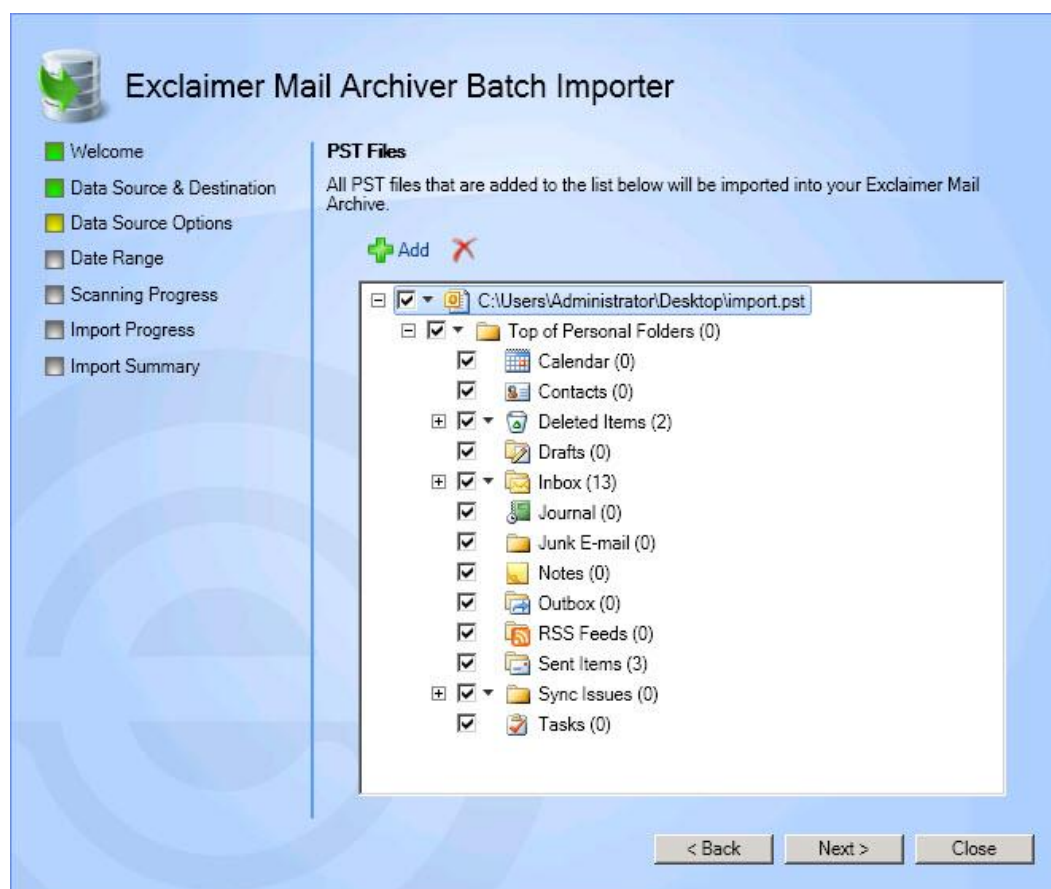 Exclaimer Mail Archiver Batch Importer
Welcome
Data Source & Destination
Data Source Options
Date Range
Scanning Progress
Import Progress
Import Summary
PST Files
All PST files that are added to the list below will be imported into your Exclaimer Mail
Archive.
Add
C:\Users\Administrator\Desktop\import.pst
Top of Personal Folders (0)
Calendar (0)
Contacts (0)
Deleted Items (2)
Drafts (0)
Inbox (13)
Journal (0)
Junk E-mail (0)
Notes (0)
Outbox (0)
RSS Feeds (0)
Sent Items (3)
Sync Issues (0)
Tasks (0)
< Back
Next >
Close